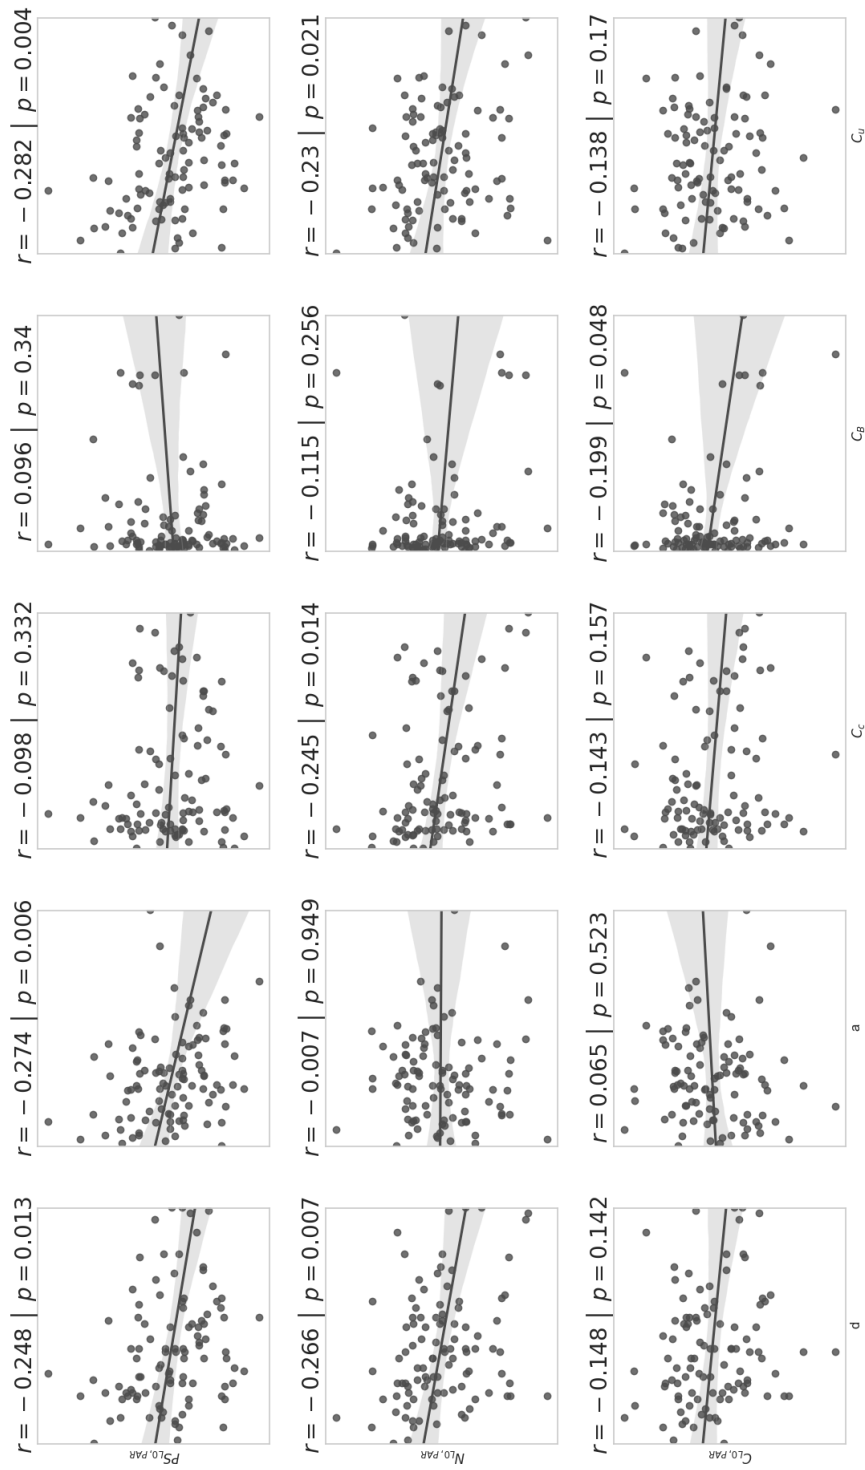 r = − 0.248 | p = 0.013
r = − 0.274 | p = 0.006
r = − 0.098 | p = 0.332
r = 0.096 | p = 0.34
r = − 0.282 | p = 0.004
PS_{L0,PAR}
r = − 0.266 | p = 0.007
r = − 0.007 | p = 0.949
r = − 0.245 | p = 0.014
r = − 0.115 | p = 0.256
r = − 0.23 | p = 0.021
N_{L0,PAR}
r = − 0.148 | p = 0.142
r = 0.065 | p = 0.523
r = − 0.143 | p = 0.157
r = − 0.199 | p = 0.048
r = − 0.138 | p = 0.17
C_{L0,PAR}
d
a
C_c
C_B
C_u